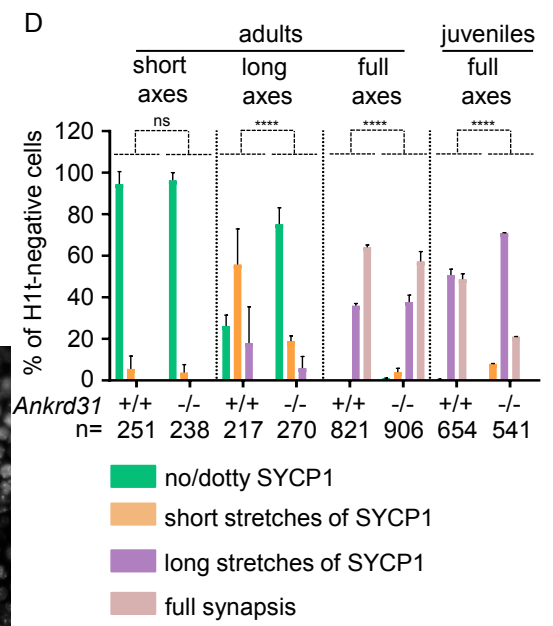 D
adults juveniles
short long full full
axes axes axes axes
ns **** **** ****
120
100
80
60
40
20
0
% of H1t-negative cells
Ankrd31 +/+ -/- +/+ -/- +/+ -/- +/+ -/-
n= 251 238 217 270 821 906 654 541
no/dotty SYCP1
short stretches of SYCP1
long stretches of SYCP1
full synapsis